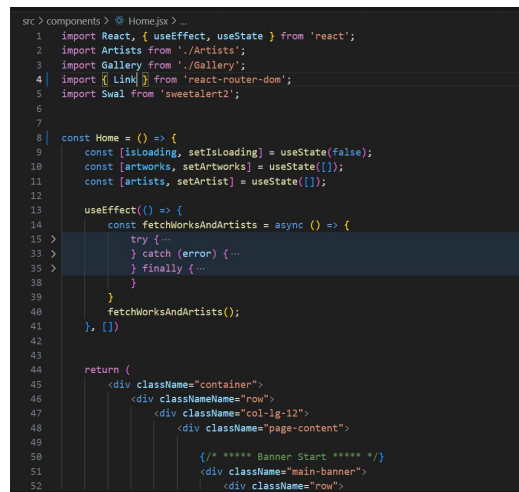 src > components > Home.jsx > ...
1 import React, { useEffect, useState } from 'react';
2 import Artists from './Artists';
3 import Gallery from './Gallery';
4 import { Link } from 'react-router-dom';
5 import Swal from 'sweetalert2';
6
7
8 const Home = () => {
9 const [isLoading, setIsLoading] = useState(false);
10 const [artworks, setArtworks] = useState([]);
11 const [artists, setArtist] = useState([]);
12
13 useEffect(() => {
14 const fetchWorksAndArtists = async () => {
15 > try {...
33 > } catch (error) {...
35 > } finally {...
38 }
39 }
40 fetchWorksAndArtists();
41 }, [])
42
43
44 return (
45 <div className="container">
46 <div classNameName="row">
47 <div className="col-lg-12">
48 <div className="page-content">
49
50 {/* ***** Banner Start ***** */}
51 <div className="main-banner">
52 <div className="row">